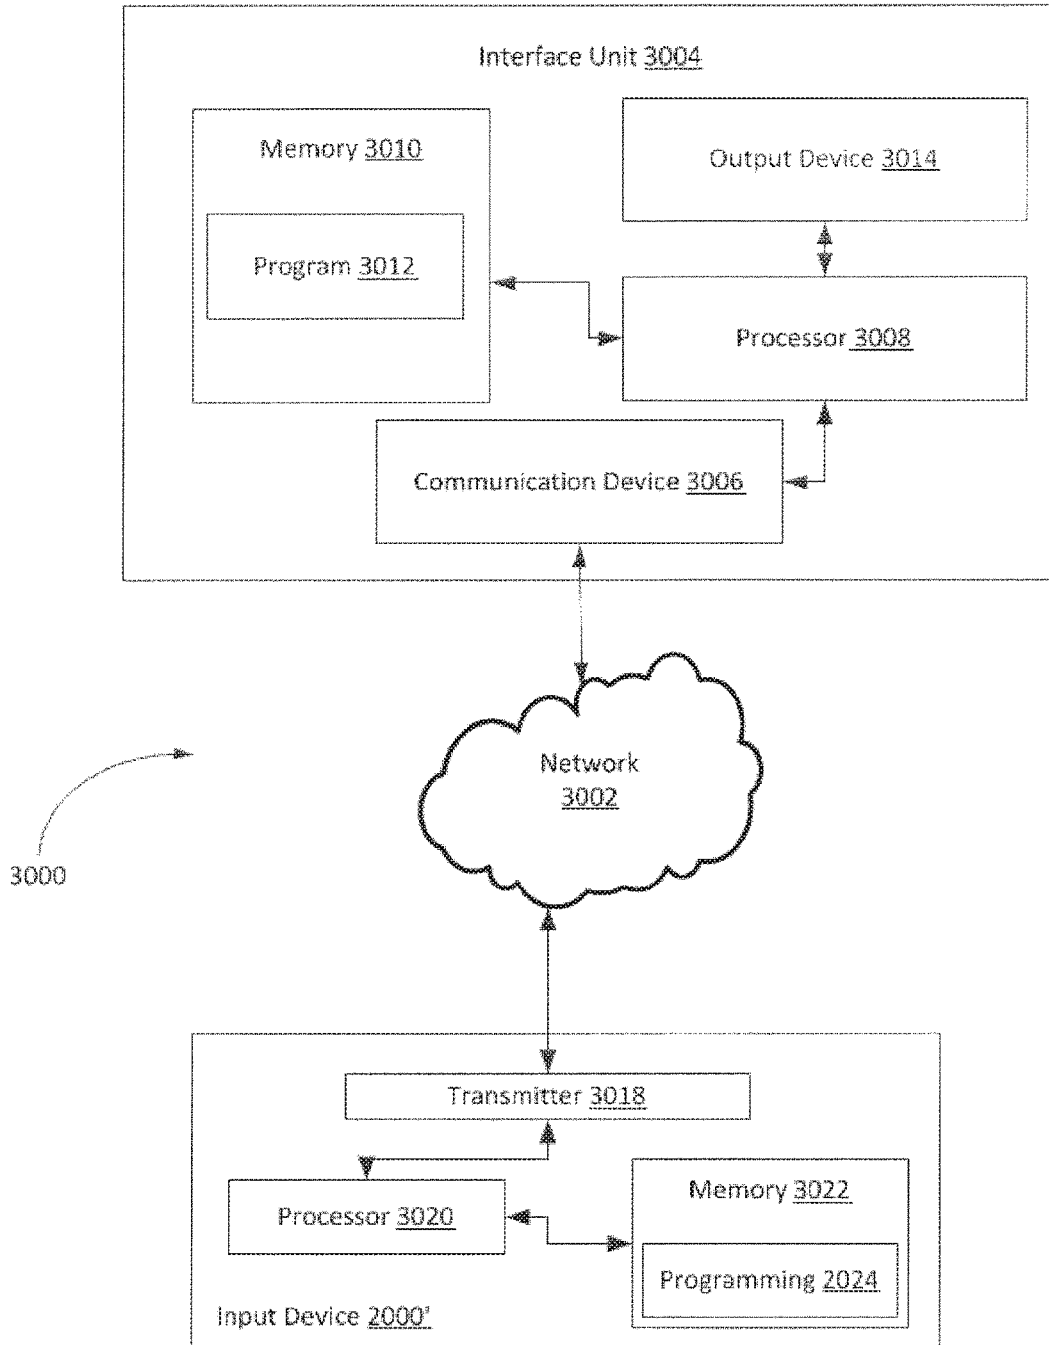 Interface Unit 3004
Memory 3010
Output Device 3014
Program 3012
Processor 3008
Communication Device 3006
Network
3002
3000
Transmitter 3018
Processor 3020
Memory 3022
Programming 2024
Input Device 2000'